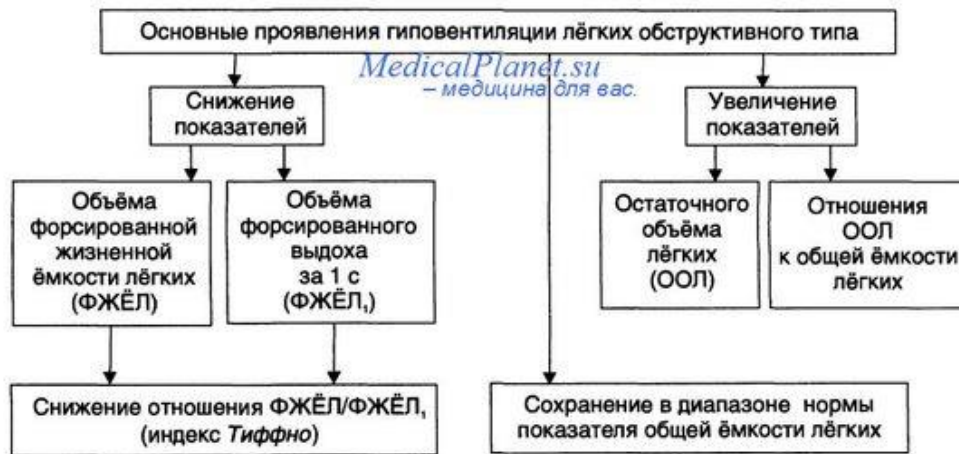 Основные проявления гиповентиляции лёгких обструктивного типа
MedicalPlanet.su
– медицина для вас.
Снижение
показателей
Увеличение
показателей
Объёма
форсированной
жизненной
ёмкости лёгких
(ФЖЁЛ)
Объёма
форсированного
выдоха
за 1 с
(ФЖЁЛ₁)
Остаточного
объёма
лёгких
(ООЛ)
Отношения
ООЛ
к общей ёмкости
лёгких
Снижение отношения ФЖЁЛ/ФЖЁЛ₁
(индекс Тиффно)
Сохранение в диапазоне нормы
показателя общей ёмкости лёгких